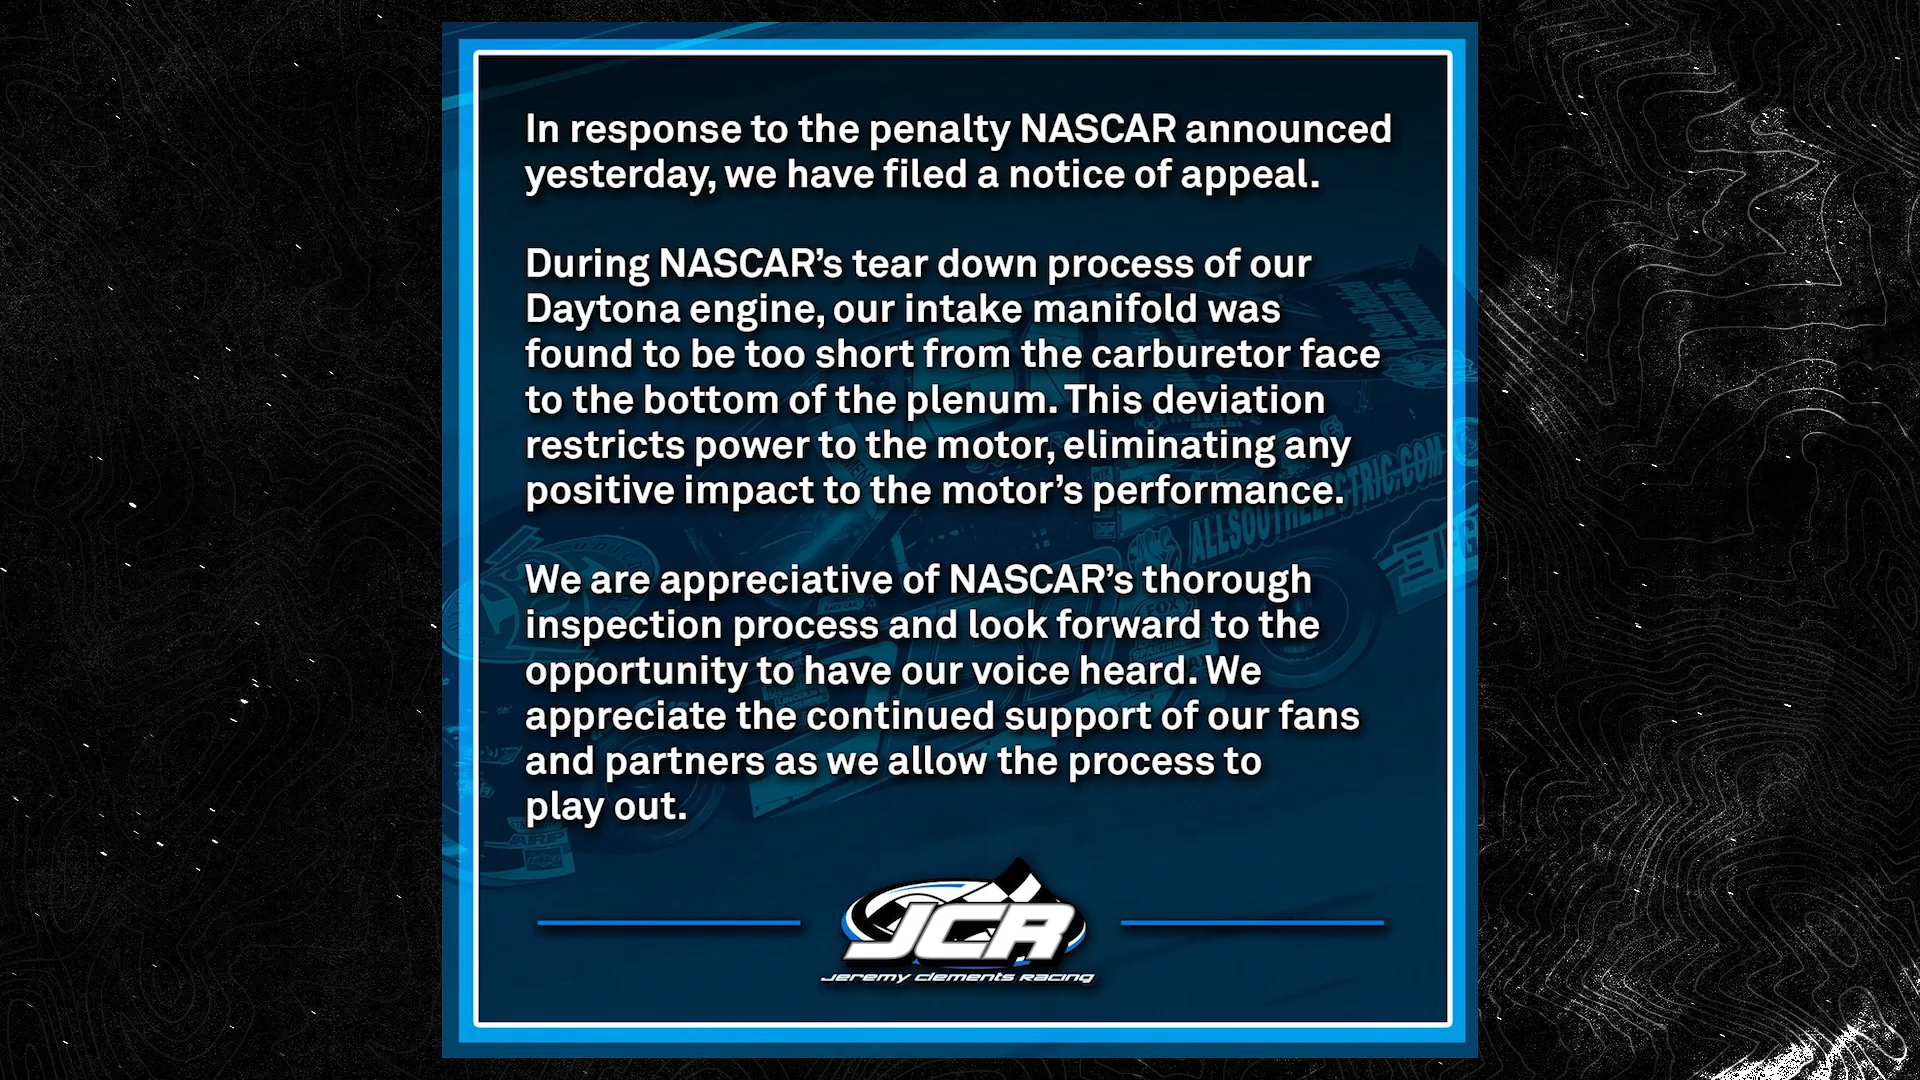 In response to the penalty NASCAR announced
yesterday, we have filed a notice of appeal.
During NASCAR's tear down process of our
Daytona engine, our intake manifold was
found to be too short from the carburetor face
to the bottom of the plenum. This deviation
restricts power to the motor, eliminating any
positive impact to the motor's performance.
We are appreciative of NASCAR's thorough
inspection process and look forward to the
opportunity to have our voice heard. We
appreciate the continued support of our fans
and partners as we allow the process to
play out.
ALLSOUTHELECTRIC.COM
ARP
JCR
Jeremy Clements Racing